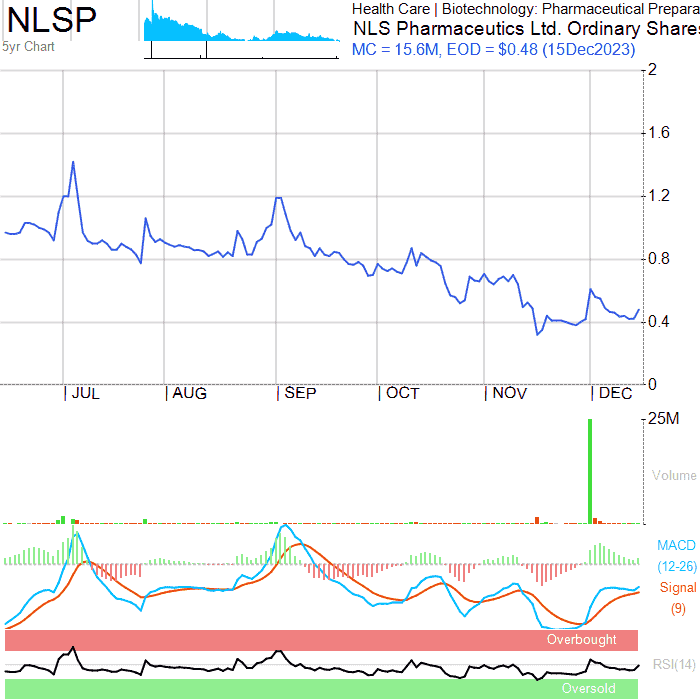 NLSP
5yr Chart
Health Care | Biotechnology: Pharmaceutical Prepara
NLS Pharmaceutics Ltd. Ordinary Shares
MC = 15.6M, EOD = $0.48 (15Dec2023)
2
1.6
1.2
0.8
0.4
0
JUL AUG SEP OCT NOV DEC
25M
Volume
MACD
(12-26)
Signal
(9)
Overbought
RSI(14)
Oversold